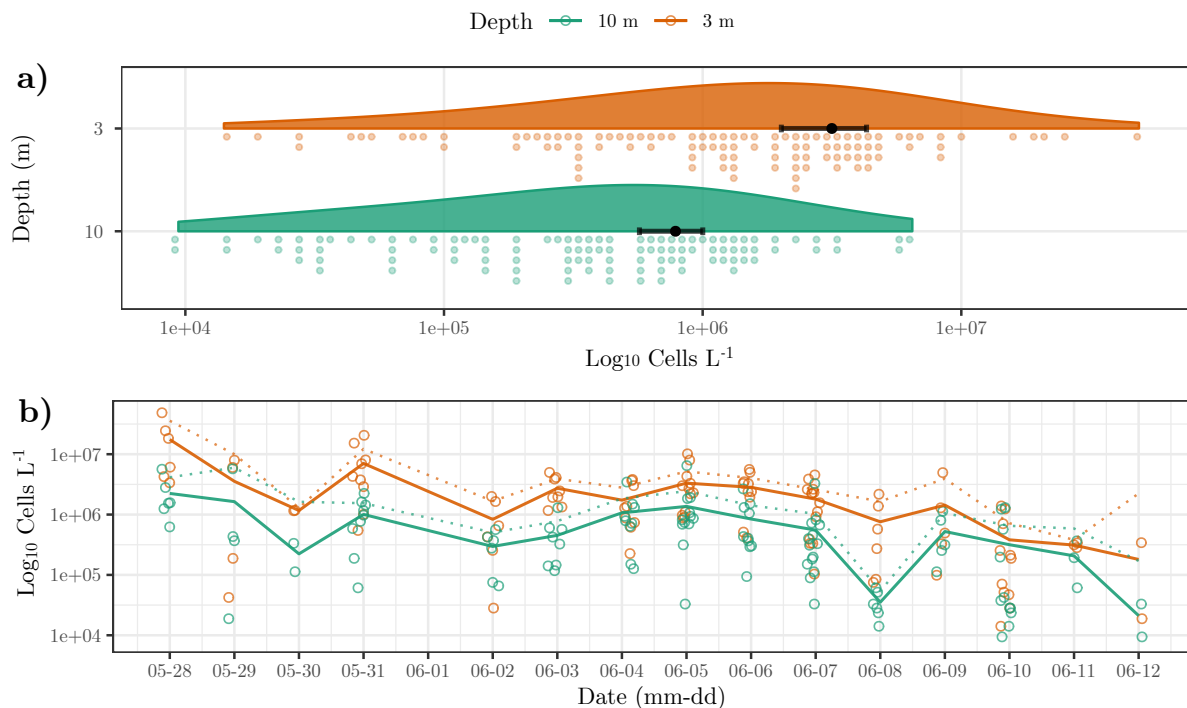 Depth 10 m 3 m
a)
Depth (m)
3
10
1e+04 1e+05 1e+06 1e+07
Log10 Cells L-1
b)
Log10 Cells L-1
1e+07
1e+06
1e+05
1e+04
05-28 05-29 05-30 05-31 06-01 06-02 06-03 06-04 06-05 06-06 06-07 06-08 06-09 06-10 06-11 06-12
Date (mm-dd)